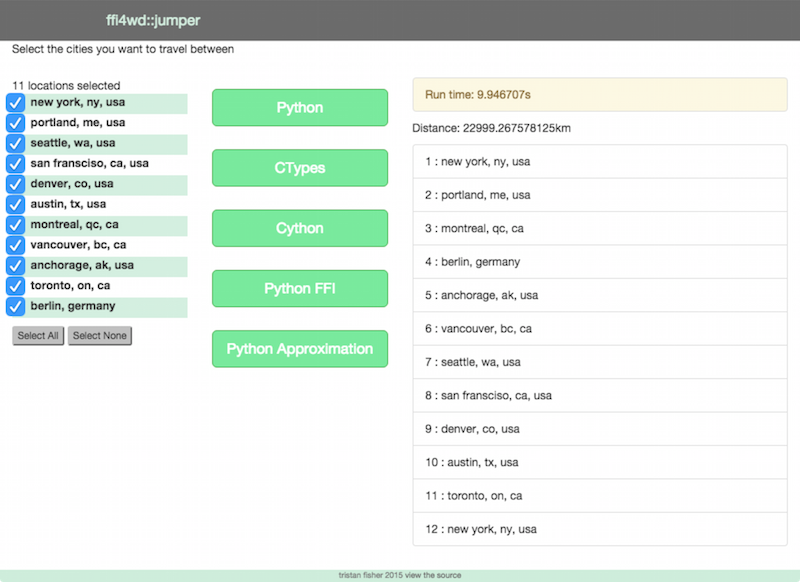 ffi4wd::jumper
Select the cities you want to travel between
11 locations selected
new york, ny, usa
portland, me, usa
seattle, wa, usa
san fransciso, ca, usa
denver, co, usa
austin, tx, usa
montreal, qc, ca
vancouver, bc, ca
anchorage, ak, usa
toronto, on, ca
berlin, germany
Select All Select None
Python
CTypes
Cython
Python FFI
Python Approximation
Run time: 9.946707s
Distance: 22999.267578125km
1 : new york, ny, usa
2 : portland, me, usa
3 : montreal, qc, ca
4 : berlin, germany
5 : anchorage, ak, usa
6 : vancouver, bc, ca
7 : seattle, wa, usa
8 : san fransciso, ca, usa
9 : denver, co, usa
10 : austin, tx, usa
11 : toronto, on, ca
12 : new york, ny, usa
tristan fisher 2015 view the source